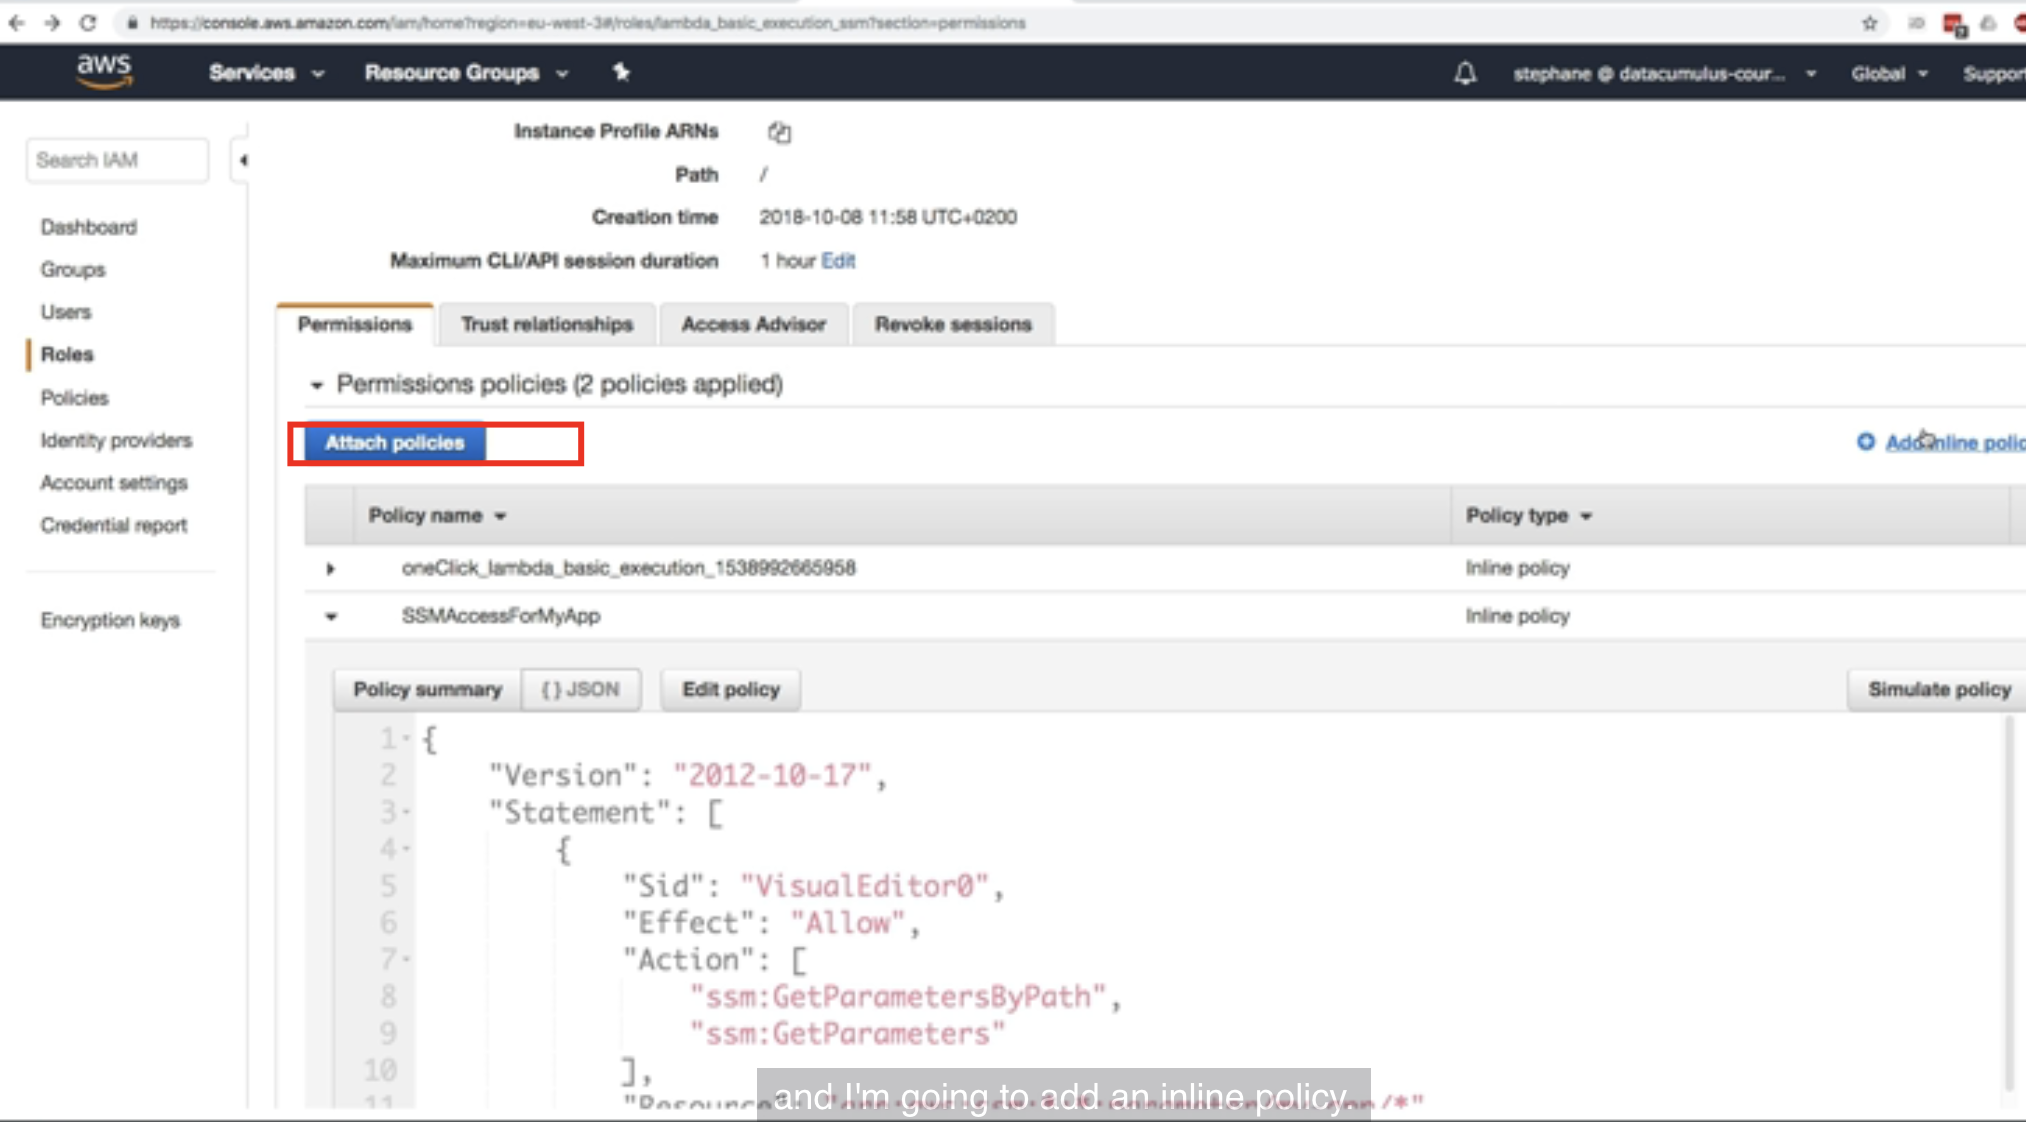 https://console.aws.amazon.com/iam/home?region=eu-west-3#/roles/lambda_basic_execution_ssm?section=permissions
aws Services Resource Groups stephane @ datacumulus-cour... Global Support
Search IAM
Dashboard
Groups
Users
Roles
Policies
Identity providers
Account settings
Credential report
Encryption keys
Instance Profile ARNs
Path /
Creation time 2018-10-08 11:58 UTC+0200
Maximum CLI/API session duration 1 hour Edit
Permissions Trust relationships Access Advisor Revoke sessions
Permissions policies (2 policies applied)
Attach policies Add inline polic
Policy name Policy type
oneClick_lambda_basic_execution_1538992665958 Inline policy
SSMAccessForMyApp Inline policy
Policy summary { } JSON Edit policy Simulate policy
1 {
2 "Version": "2012-10-17",
3 "Statement": [
4 {
5 "Sid": "VisualEditor0",
6 "Effect": "Allow",
7 "Action": [
8 "ssm:GetParametersByPath",
9 "ssm:GetParameters"
10 ],
11 "Resource":
and I'm going to add an inline policy